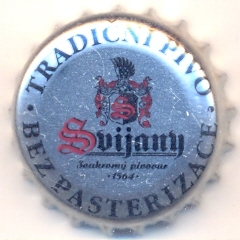 TRADIČNÍ PIVO
S
Svijany
Soukromý pivovar
·1564·
· BEZ PASTERIZACE ·